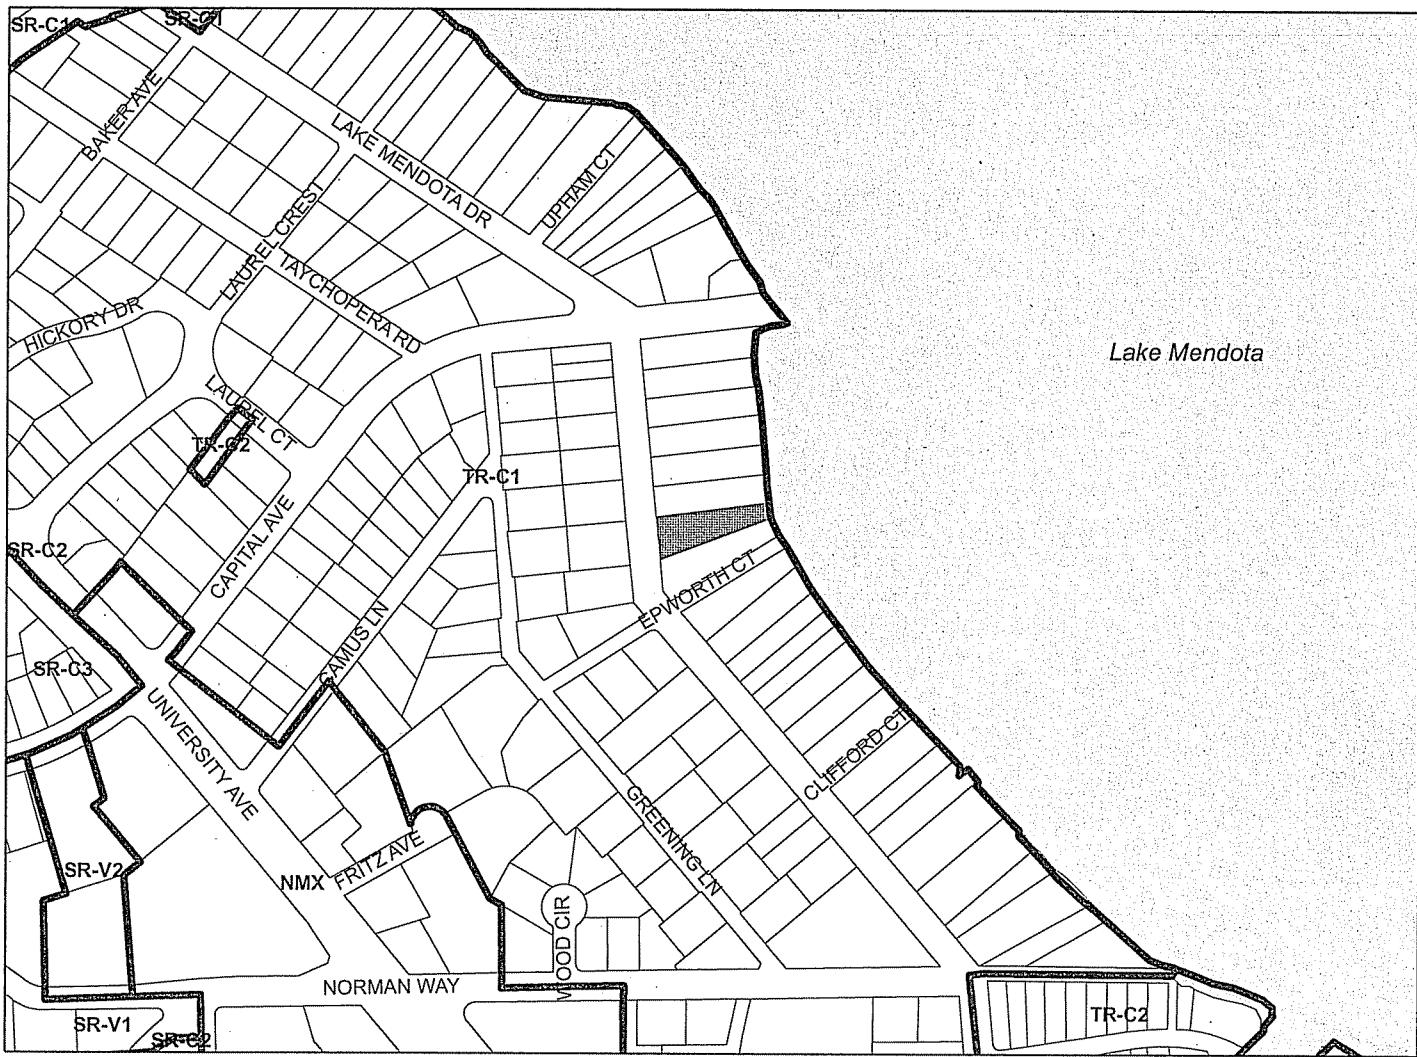 SR-C1
SR-C1
BAKER AVE
LAKE MENDOTA DR
UPHAM CT
LAUREL CREST
TAYCHOPERA RD
HICKORY DR
Lake Mendota
LAUREL CT
TR-C2
TR-C1
CAPITAL AVE
SR-C2
EPWORTH CT
CAMUS LN
SR-C3
UNIVERSITY AVE
CLIFFORD CT
GREENING LN
SR-V2
NMX
FRITZ AVE
WOOD CIR
NORMAN WAY
SR-V1
SR-C2
TR-C2